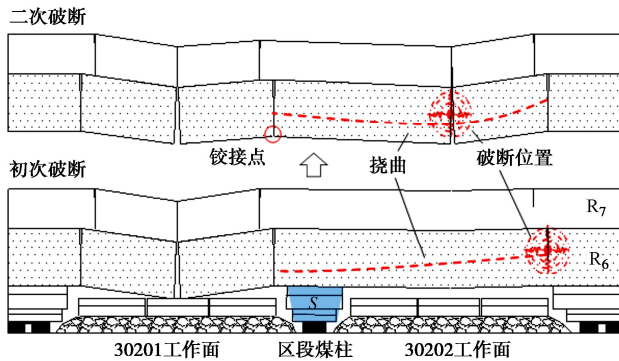 二次破断
铰接点
挠曲
破断位置
初次破断
R₇
R₆
S
30201工作面
区段煤柱
30202工作面